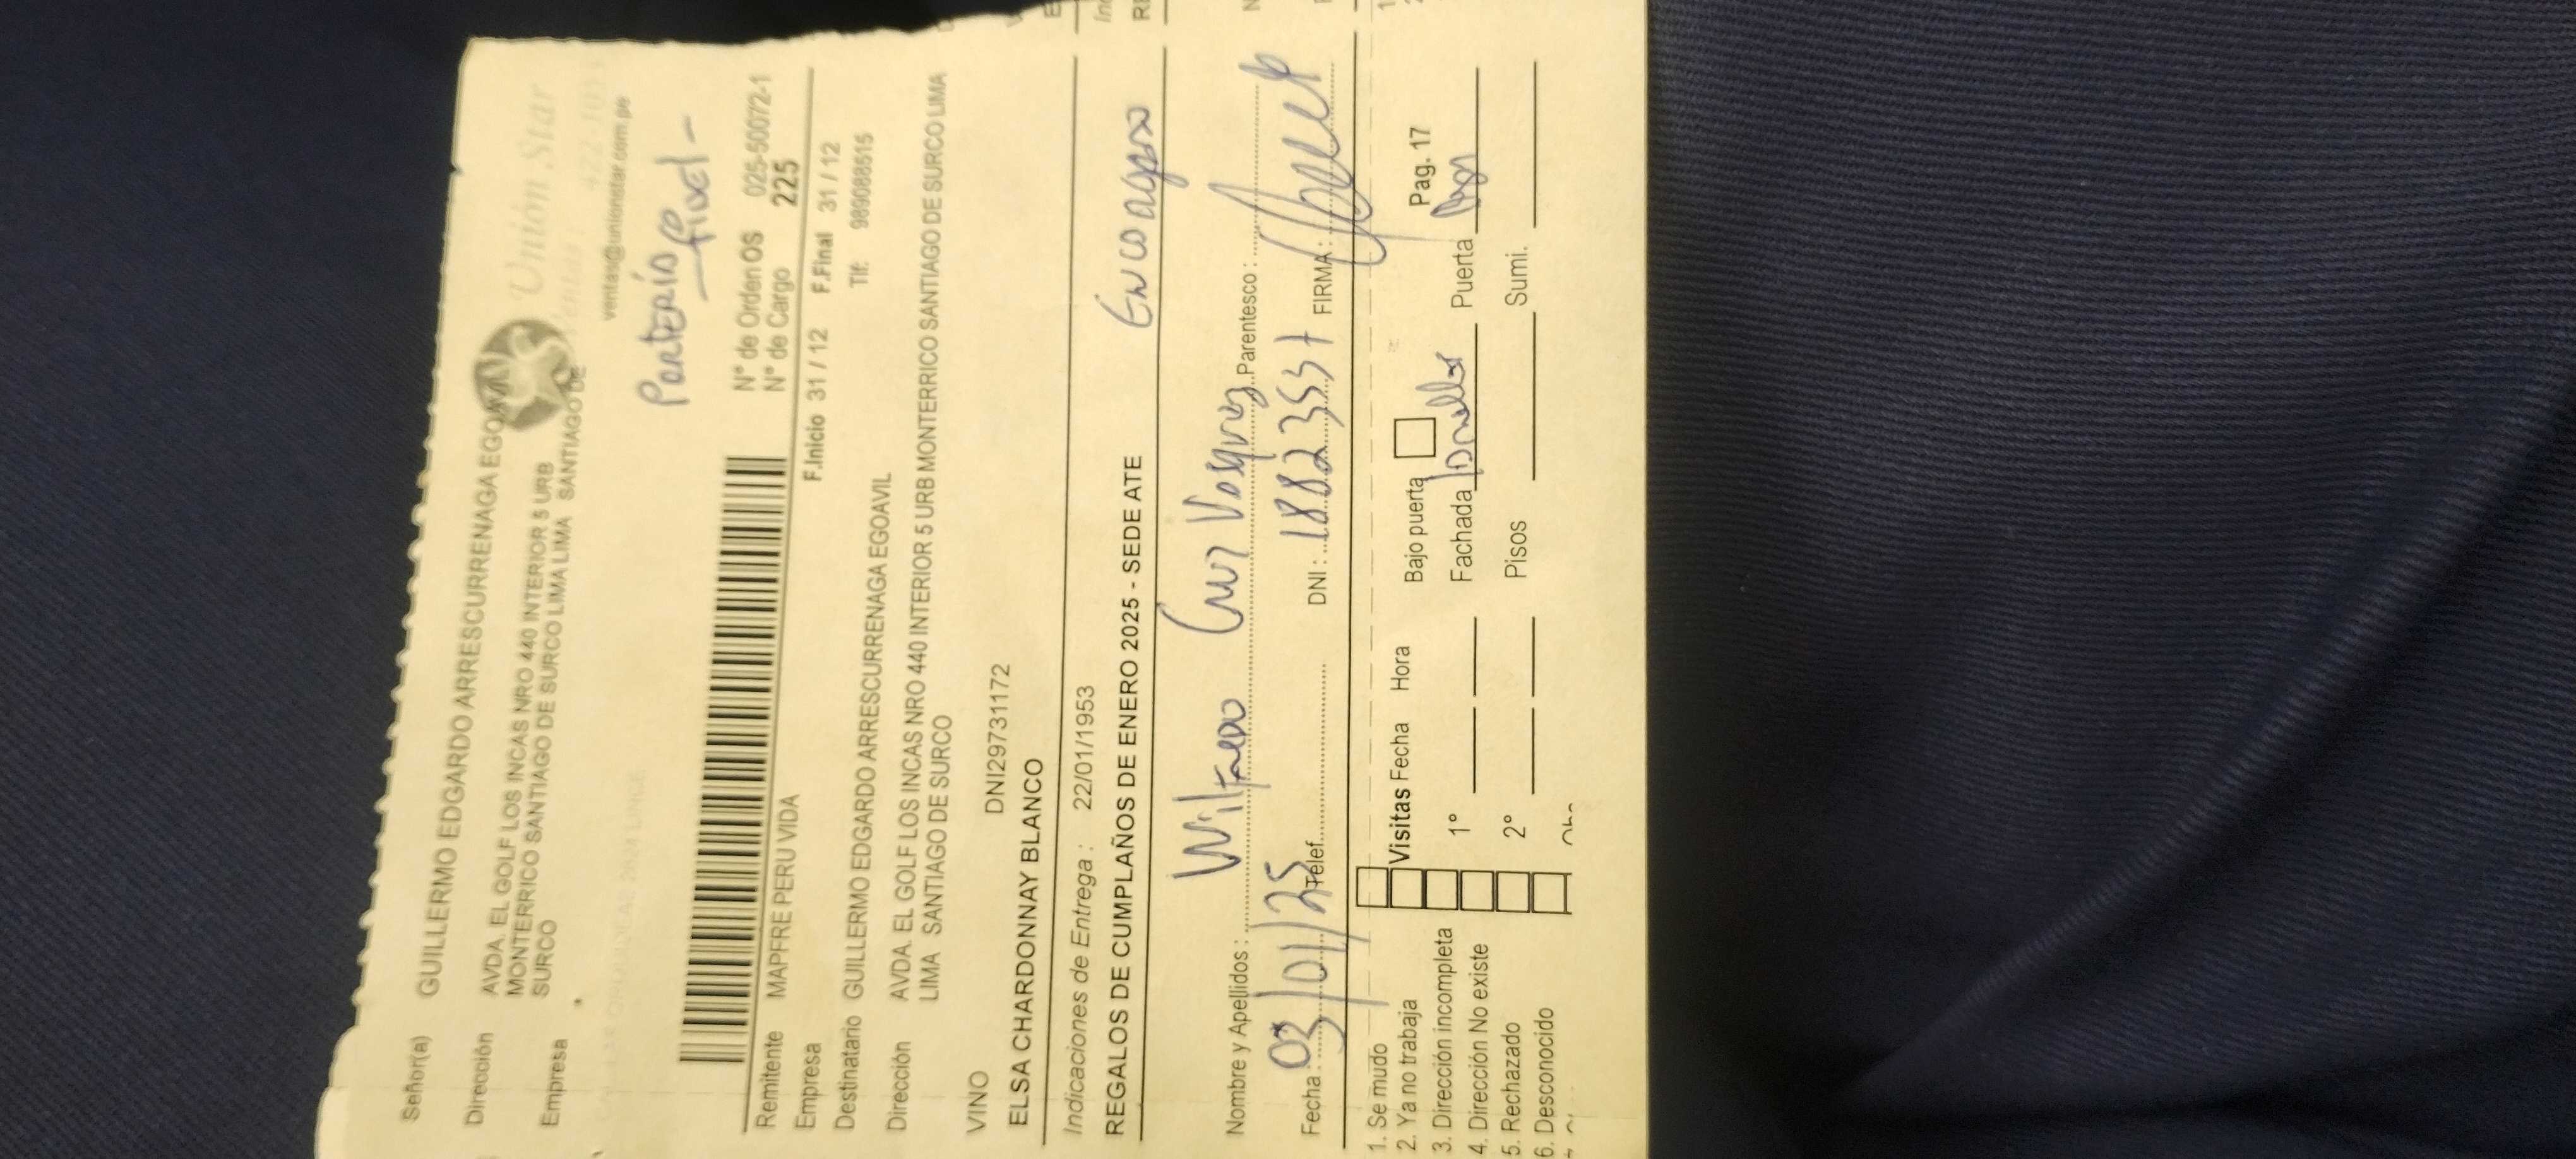 Señor(a) GUILLERMO EDGARDO ARRESCURRENAGA EGOAVIL
Dirección AVDA. EL GOLF LOS INCAS NRO 440 INTERIOR 5 URB
MONTERRICO SANTIAGO DE SURCO LIMA LIMA SANTIAGO DE
SURCO
Empresa
Unión Star
ventas@unionstar.com.pe
Portería
N° de Orden OS 025-50072-1
N° de Cargo 225
Remitente MAPFRE PERU VIDA
F.Inicio 31 / 12 F.Final 31 / 12
Empresa
Destinatario GUILLERMO EDGARDO ARRESCURRENAGA EGOAVIL
Tlf: 989088515
Dirección AVDA. EL GOLF LOS INCAS NRO 440 INTERIOR 5 URB MONTERRICO SANTIAGO DE SURCO LIMA
LIMA SANTIAGO DE SURCO
VINO DNI29731172
ELSA CHARDONNAY BLANCO
Indicaciones de Entrega : 22/01/1953
REGALOS DE CUMPLAÑOS DE ENERO 2025 - SEDE ATE
Nombre y Apellidos : Wilfredo Cruz Vasquez Parentesco :
Fecha : 03/01/25 Telef. DNI : FIRMA :
1. Se mudo
2. Ya no trabaja Visitas Fecha Hora Bajo puerta Pag. 17
3. Dirección incompleta 1° Fachada Puerta
4. Dirección No existe
5. Rechazado 2° Pisos Sumi.
6. Desconocido